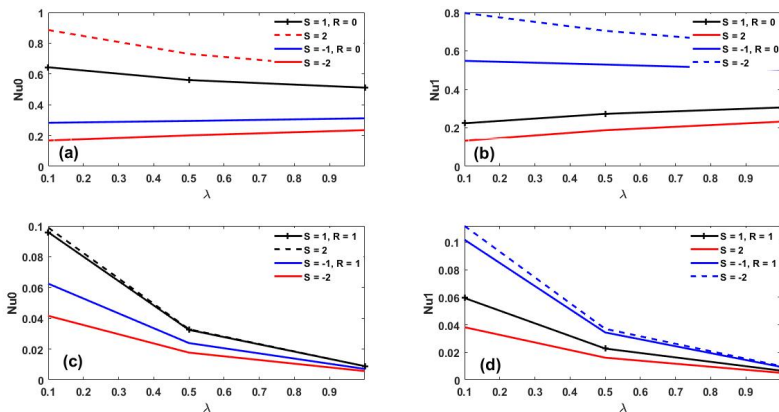 1
0.8
0.6
0.4
0.2
0
Nu0
S = 1, R = 0
S = 2
S = -1, R = 0
S = -2
(a)
0.1 0.2 0.3 0.4 0.5 0.6 0.7 0.8 0.9
λ
0.8
0.6
0.4
0.2
0
Nu1
S = 1, R = 0
S = 2
S = -1, R = 0
S = -2
(b)
0.1 0.2 0.3 0.4 0.5 0.6 0.7 0.8 0.9
λ
0.1
0.08
0.06
0.04
0.02
0
Nu0
S = 1, R = 1
S = 2
S = -1, R = 1
S = -2
(c)
0.1 0.2 0.3 0.4 0.5 0.6 0.7 0.8 0.9
λ
0.1
0.08
0.06
0.04
0.02
0
Nu1
S = 1, R = 1
S = 2
S = -1, R = 1
S = -2
(d)
0.1 0.2 0.3 0.4 0.5 0.6 0.7 0.8 0.9
λ